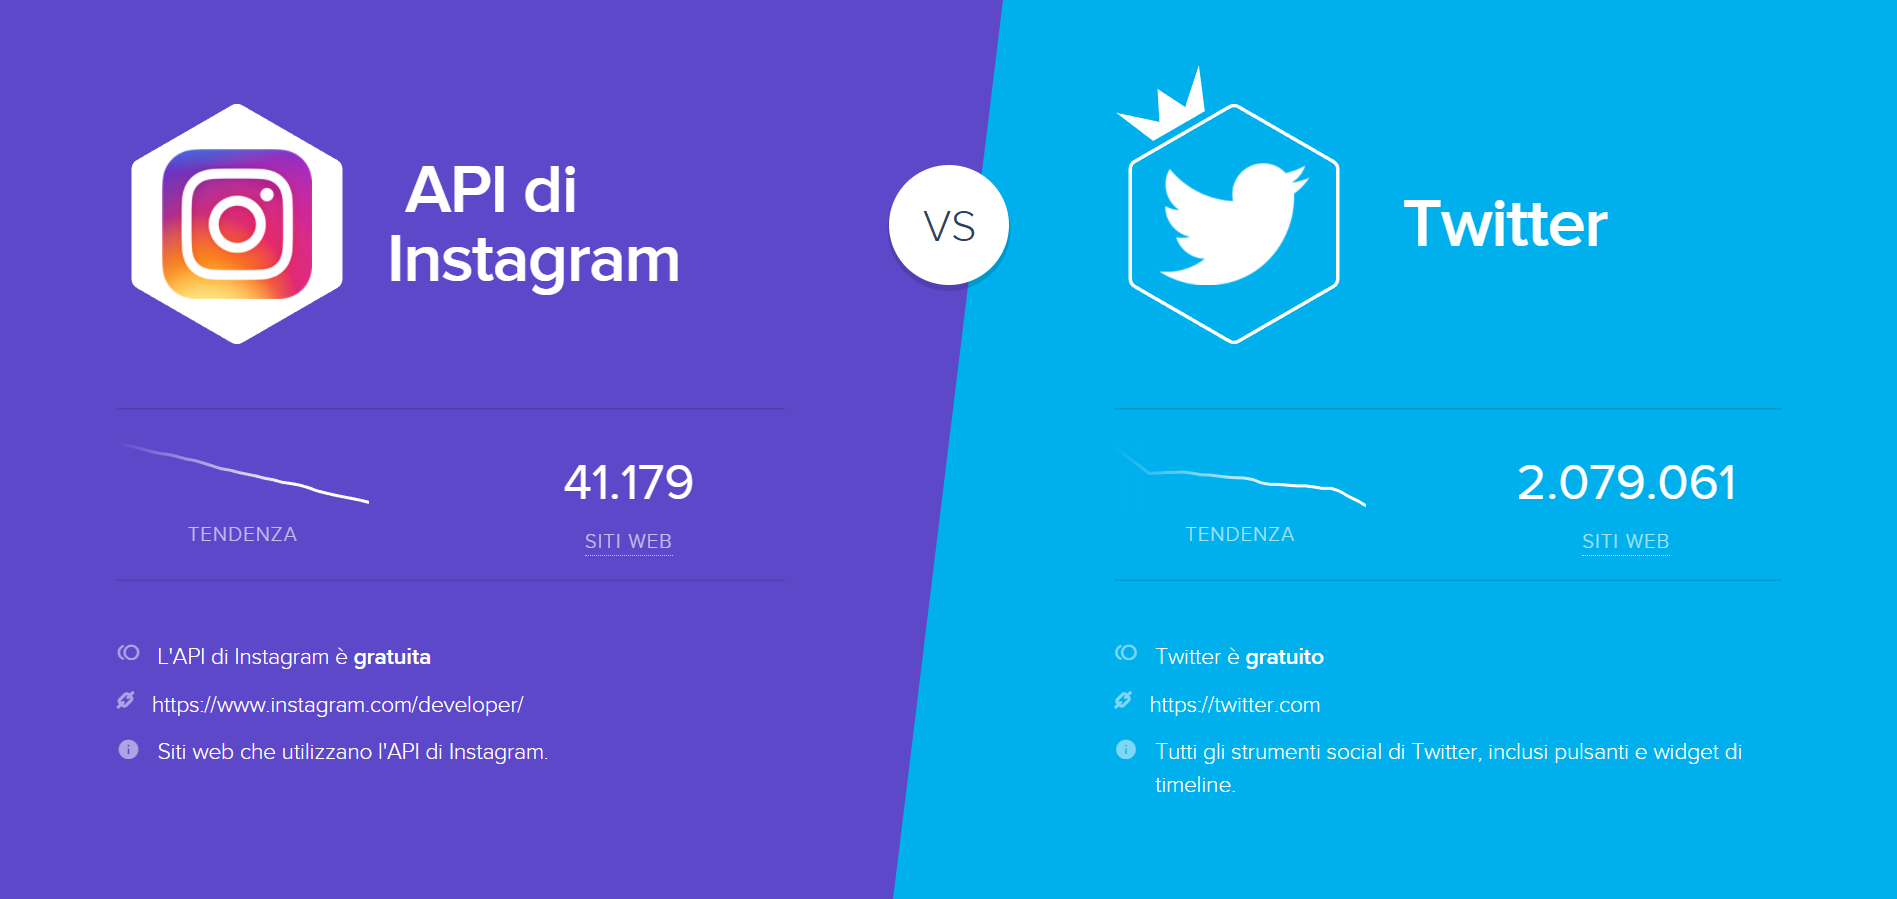 API di
Instagram
VS
Twitter
TENDENZA
41.179
SITI WEB
TENDENZA
2.079.061
SITI WEB
L'API di Instagram è gratuita
https://www.instagram.com/developer/
Siti web che utilizzano l'API di Instagram.
Twitter è gratuito
https://twitter.com
Tutti gli strumenti social di Twitter, inclusi pulsanti e widget di
timeline.